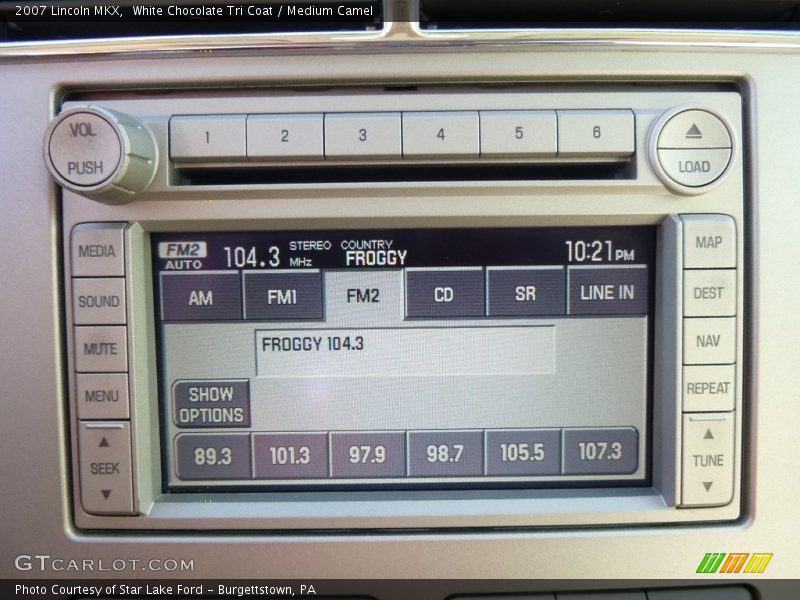 2007 Lincoln MKX,  White Chocolate Tri Coat / Medium Camel
VOL
PUSH
1 2 3 4 5 6
LOAD
MEDIA
SOUND
MUTE
MENU
SEEK
FM2
AUTO
104.3 MHz
STEREO COUNTRY
FROGGY
10:21 PM
AM FM1 FM2 CD SR LINE IN
FROGGY 104.3
SHOW
OPTIONS
89.3 101.3 97.9 98.7 105.5 107.3
MAP
DEST
NAV
REPEAT
TUNE
GTCARLOT.COM
Photo Courtesy of Star Lake Ford - Burgettstown, PA